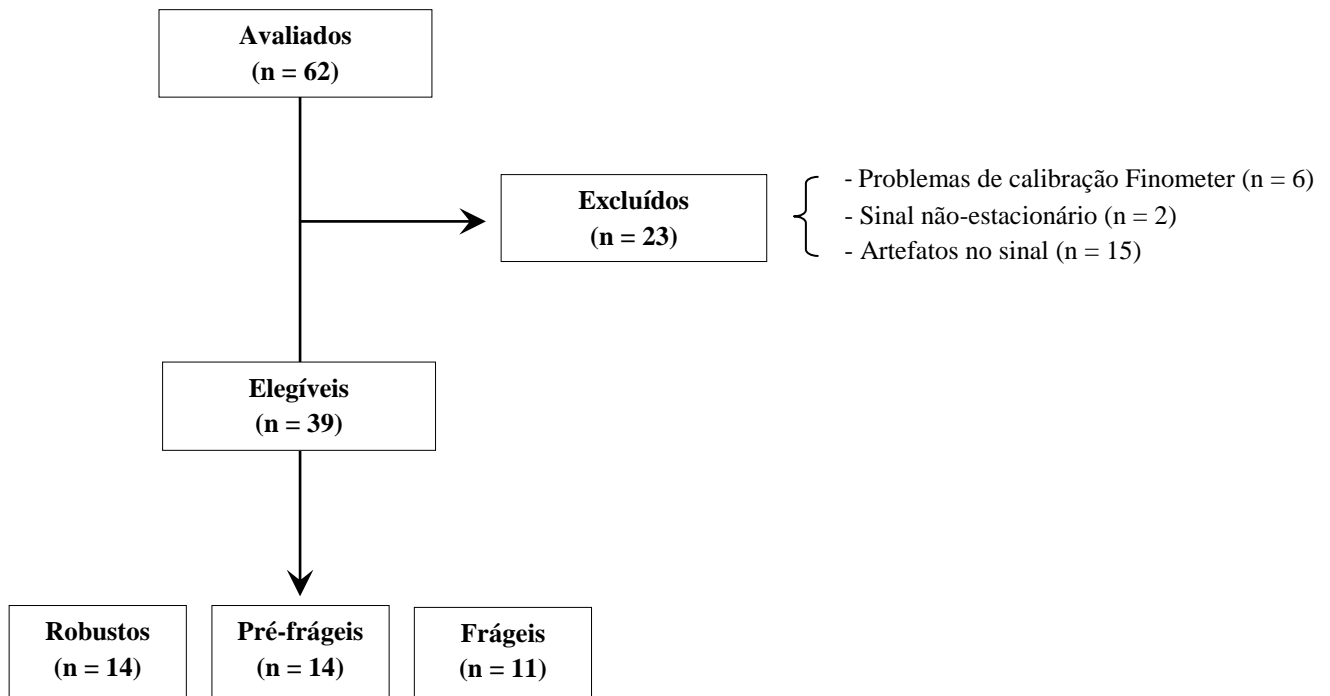 Avaliados
(n = 62)
Excluídos
(n = 23)
- Problemas de calibração Finometer (n = 6)
- Sinal não-estacionário (n = 2)
- Artefatos no sinal (n = 15)
Elegíveis
(n = 39)
Robustos
(n = 14)
Pré-frágeis
(n = 14)
Frágeis
(n = 11)